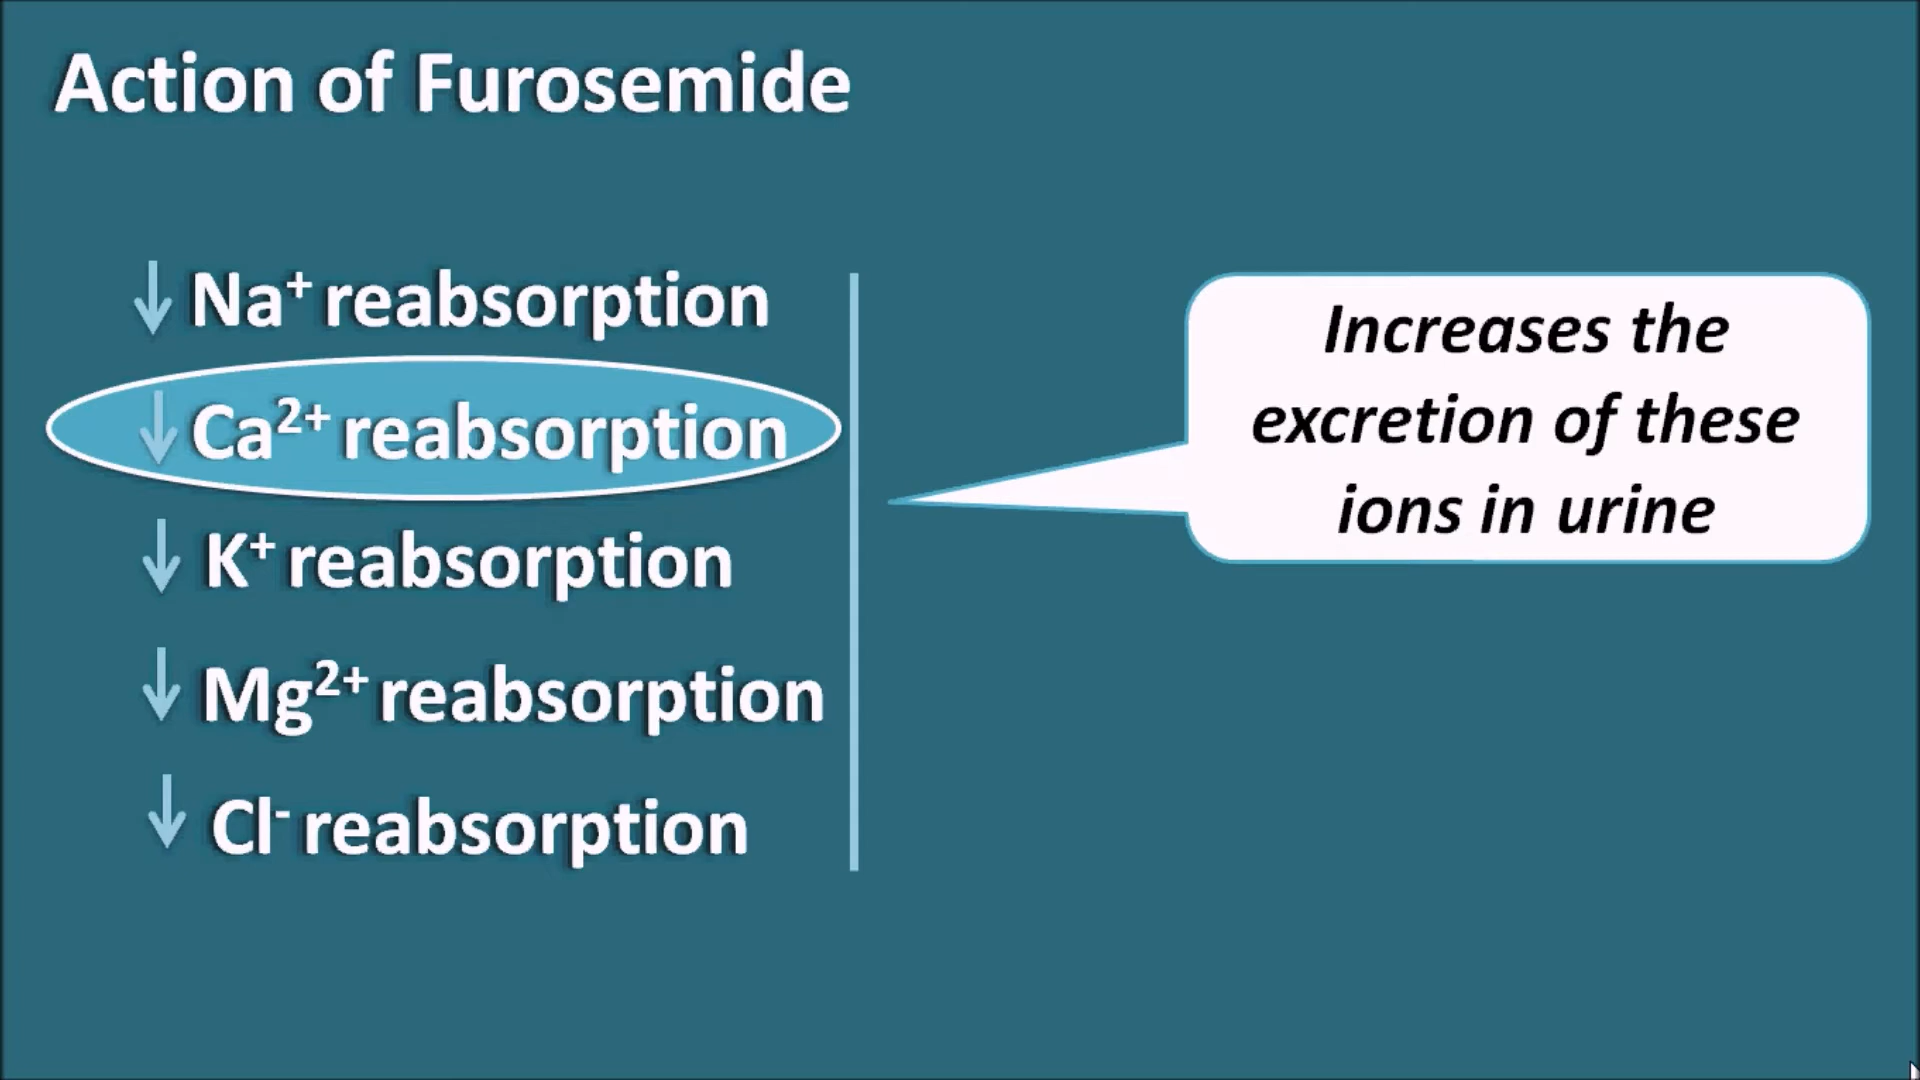 Action of Furosemide
↓ Na⁺ reabsorption
↓ Ca²⁺ reabsorption
↓ K⁺ reabsorption
↓ Mg²⁺ reabsorption
↓ Cl⁻ reabsorption
Increases the
excretion of these
ions in urine